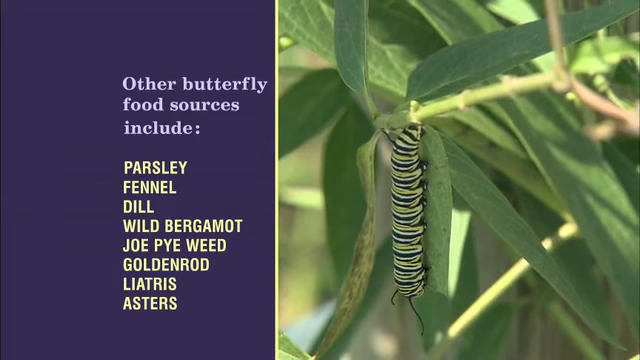 Other butterfly
food sources
include:
PARSLEY
FENNEL
DILL
WILD BERGAMOT
JOE PYE WEED
GOLDENROD
LIATRIS
ASTERS